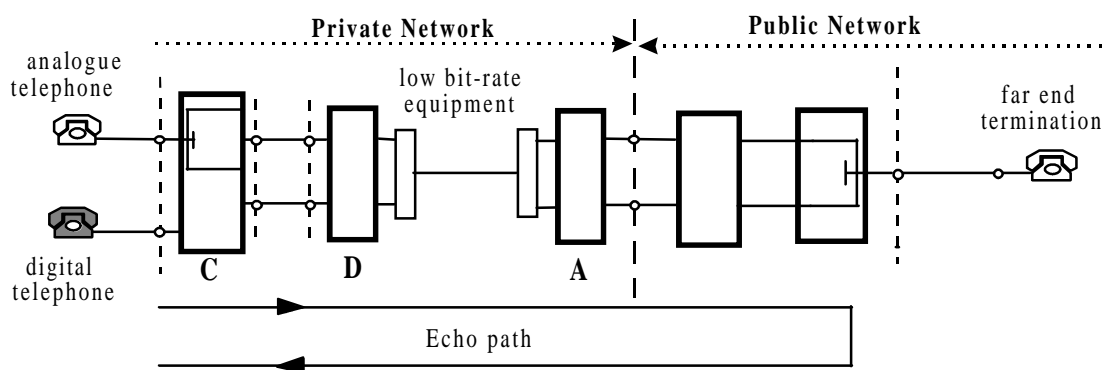 Private Network
Public Network
analogue
telephone
low bit-rate
equipment
far end
termination
digital
telephone
C
D
A
Echo path